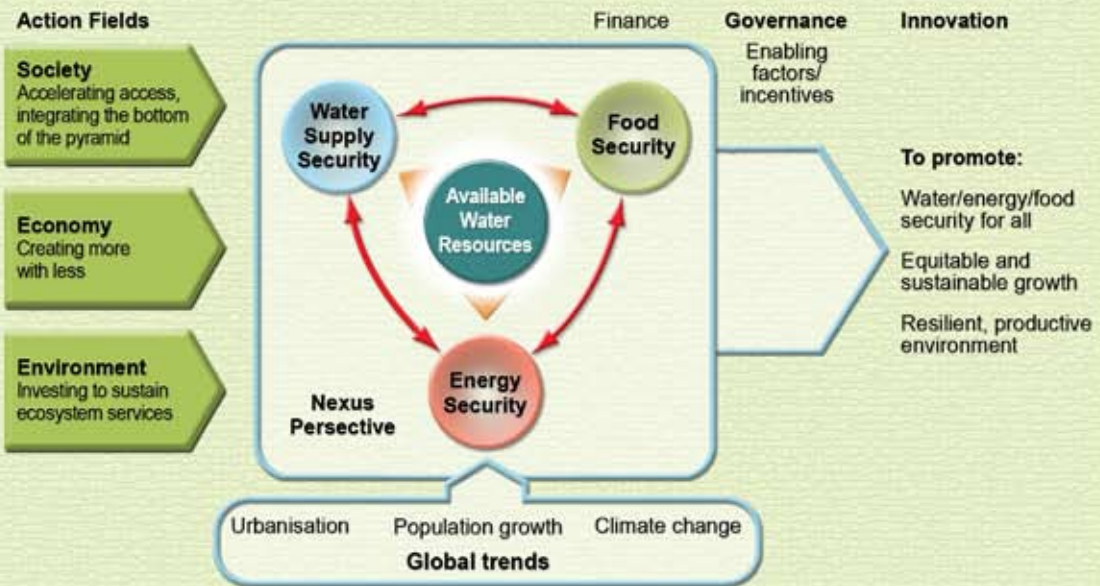 Action Fields
Society
Accelerating access,
integrating the bottom
of the pyramid
Economy
Creating more
with less
Environment
Investing to sustain
ecosystem services
Finance
Water
Supply
Security
Food
Security
Available
Water
Resources
Energy
Security
Nexus
Persective
Urbanisation Population growth Climate change
Global trends
Governance
Enabling
factors/
incentives
Innovation
To promote:
Water/energy/food
security for all
Equitable and
sustainable growth
Resilient, productive
environment